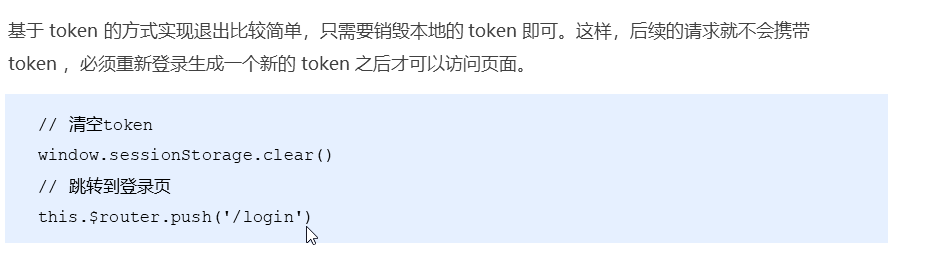 基于 token 的方式实现退出比较简单，只需要销毁本地的 token 即可。这样，后续的请求就不会携带
token ，必须重新登录生成一个新的 token 之后才可以访问页面。
// 清空token
window.sessionStorage.clear()
// 跳转到登录页
this.$router.push('/login')